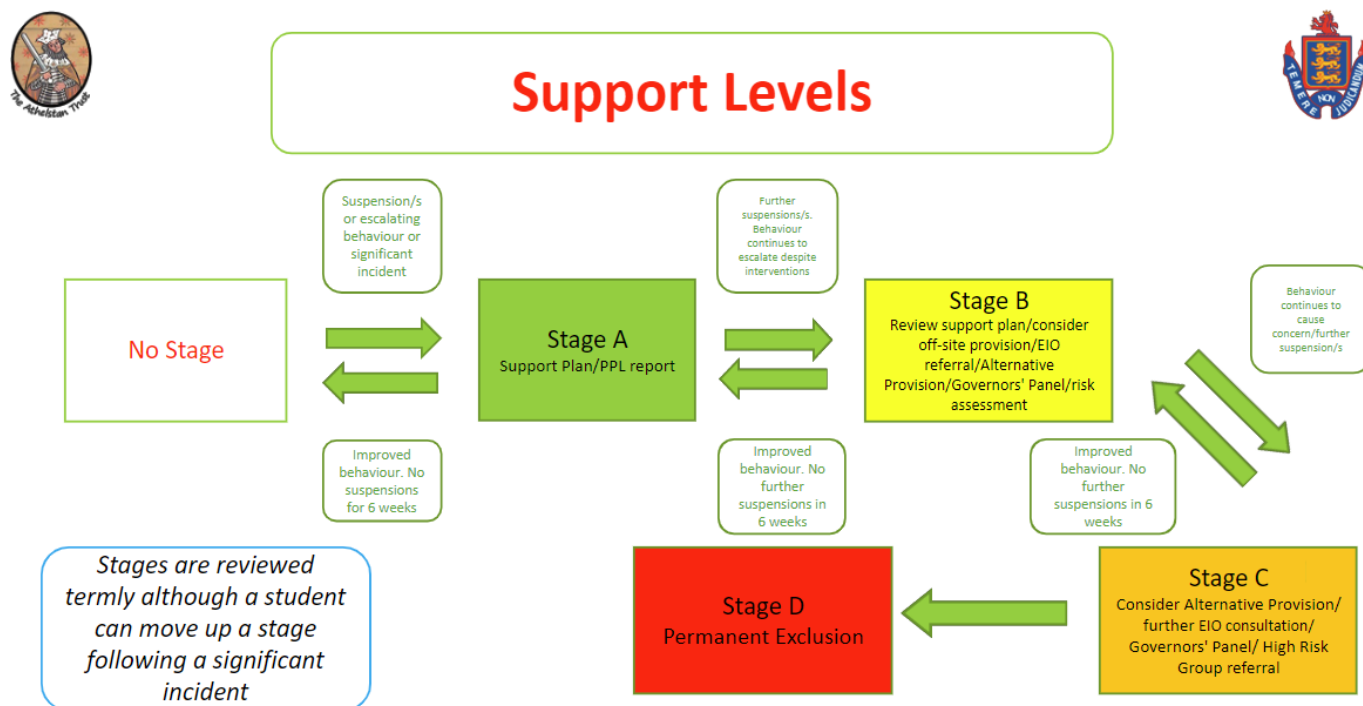 The Athelstan Trust
Support Levels
TEMERE NON JUDICANDUM
Suspension/s
or escalating
behaviour or
significant
incident
Further
suspensions/s.
Behaviour
continues to
escalate despite
interventions
Behaviour
continues to
cause
concern/further
suspension/s
No Stage
Stage A
Support Plan/PPL report
Stage B
Review support plan/consider
off-site provision/EIO
referral/Alternative
Provision/Governors' Panel/risk
assessment
Improved
behaviour. No
suspensions
for 6 weeks
Improved
behaviour. No
further
suspensions in
6 weeks
Improved
behaviour. No
further
suspensions in 6
weeks
Stages are reviewed
termly although a student
can move up a stage
following a significant
incident
Stage D
Permanent Exclusion
Stage C
Consider Alternative Provision/
further EIO consultation/
Governors' Panel/ High Risk
Group referral